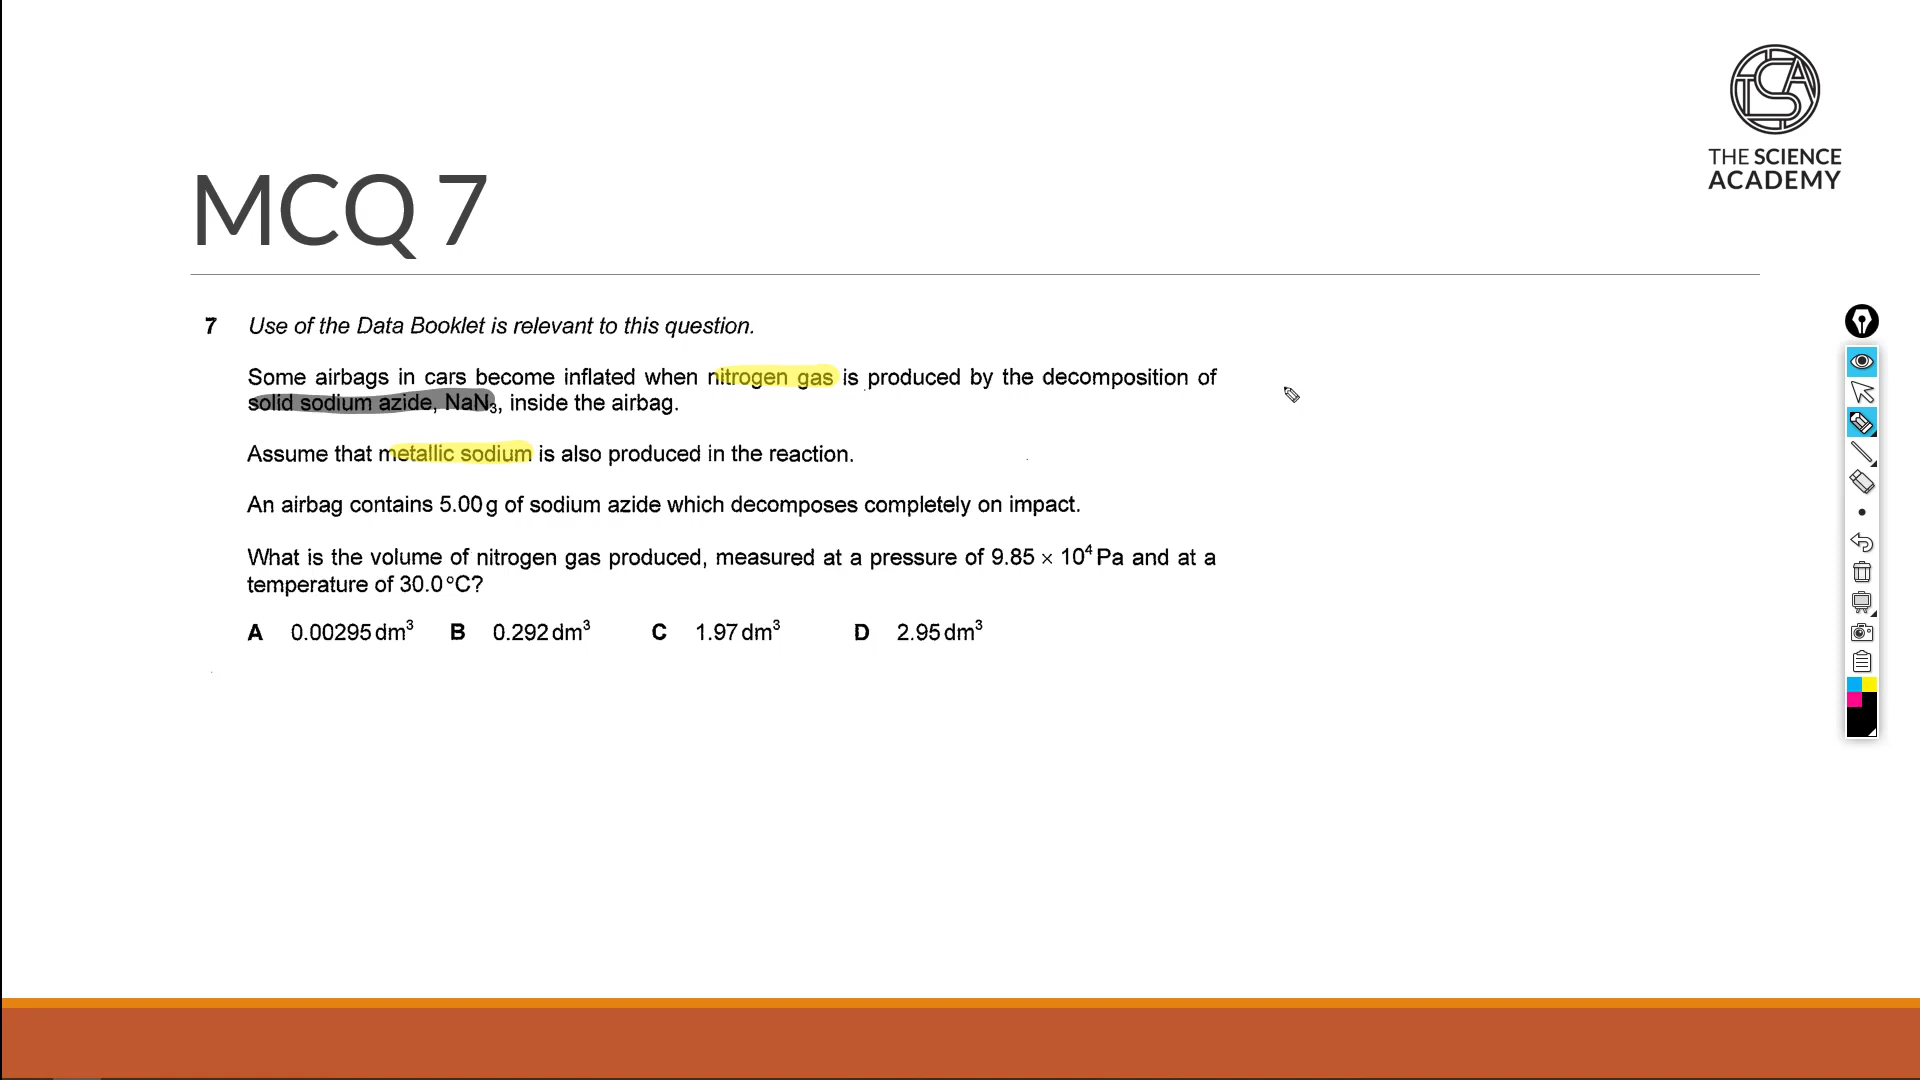 THE SCIENCE
ACADEMY
MCQ 7
7 Use of the Data Booklet is relevant to this question.
Some airbags in cars become inflated when nitrogen gas is produced by the decomposition of
solid sodium azide, NaN₃, inside the airbag.
Assume that metallic sodium is also produced in the reaction.
An airbag contains 5.00 g of sodium azide which decomposes completely on impact.
What is the volume of nitrogen gas produced, measured at a pressure of 9.85 × 10⁴ Pa and at a
temperature of 30.0 °C?
A 0.00295 dm³ B 0.292 dm³ C 1.97 dm³ D 2.95 dm³